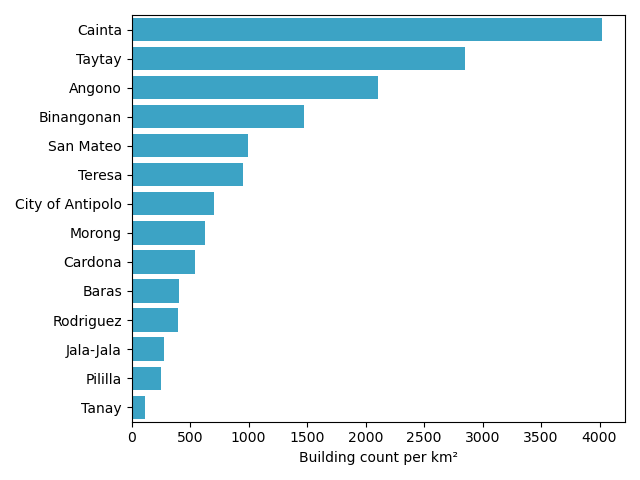 Cainta
Taytay
Angono
Binangonan
San Mateo
Teresa
City of Antipolo
Morong
Cardona
Baras
Rodriguez
Jala-Jala
Pililla
Tanay
0 500 1000 1500 2000 2500 3000 3500 4000
Building count per km²